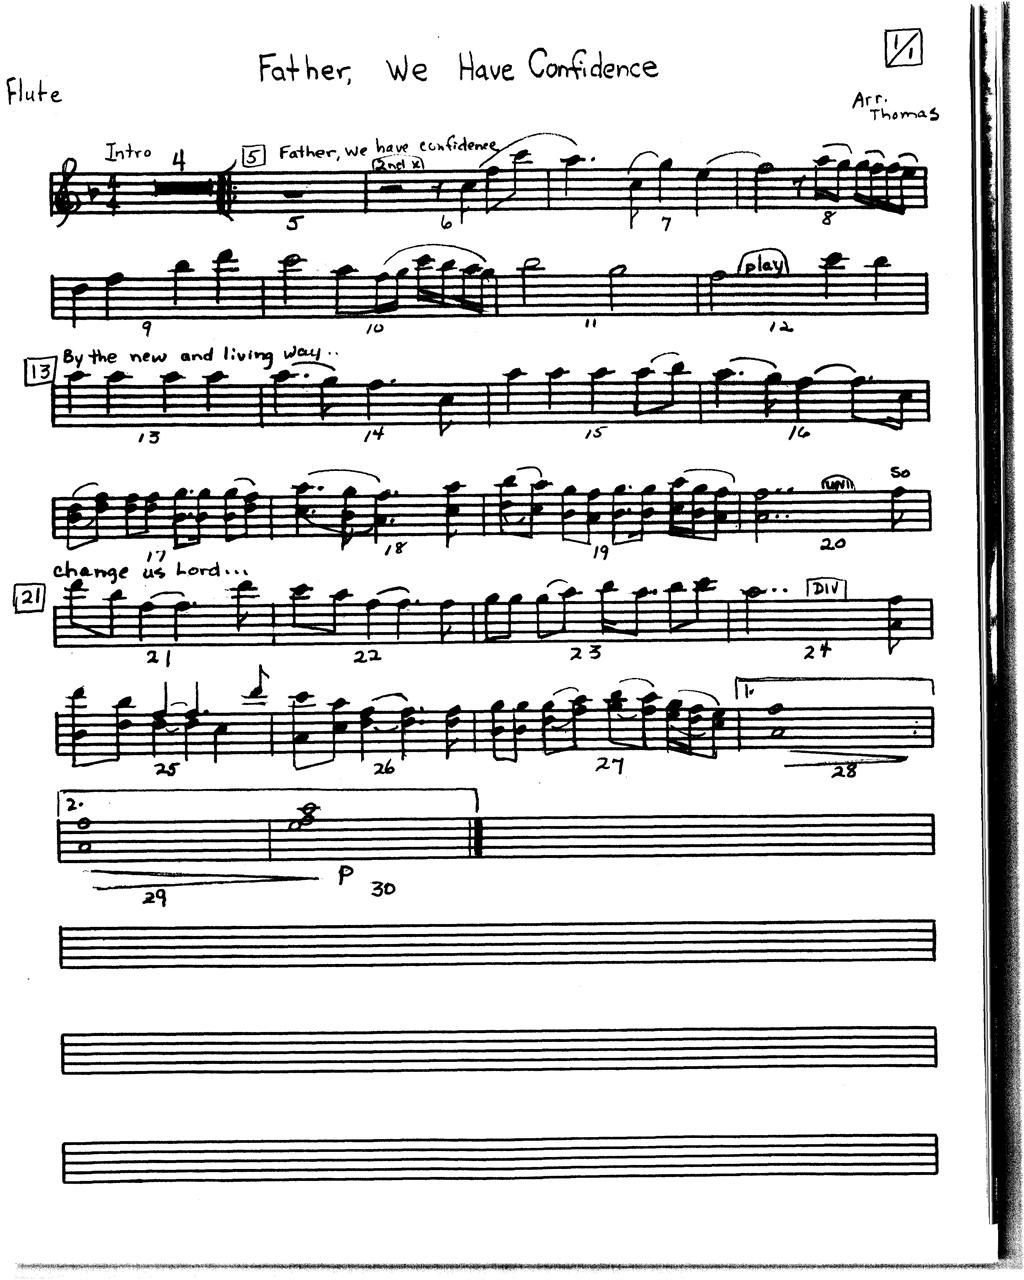 1/1
Father, We Have Confidence
Flute
Arr. Thomas
Intro 4 5 Father, we have confidence
2nd x
4 4
5 6 7 8
play
9 10 11 12
13 By the new and living way..
13 14 15 16
UNI So
17 18 19 20
change us Lord...
21
DIV
21 22 23 24
1.
25 26 27 28
2.
P
29 30